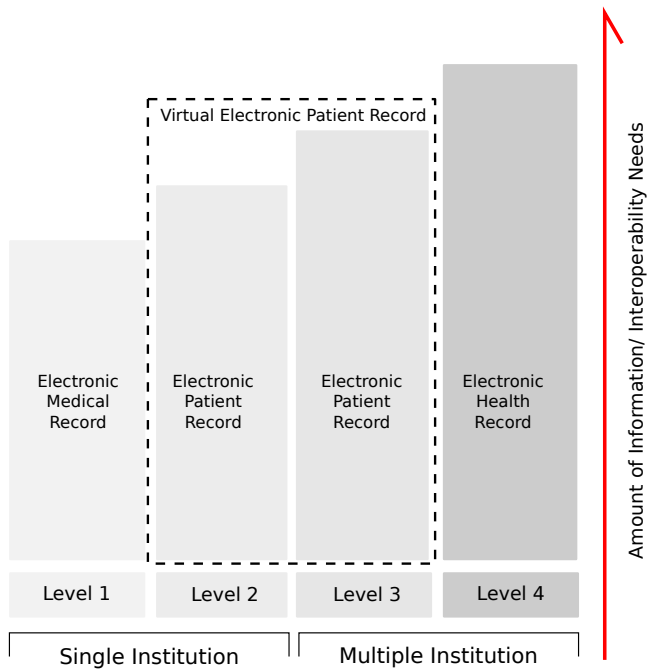 Virtual Electronic Patient Record
Electronic
Medical
Record
Electronic
Patient
Record
Electronic
Patient
Record
Electronic
Health
Record
Level 1
Level 2
Level 3
Level 4
Single Institution
Multiple Institution
Amount of Information/ Interoperability Needs